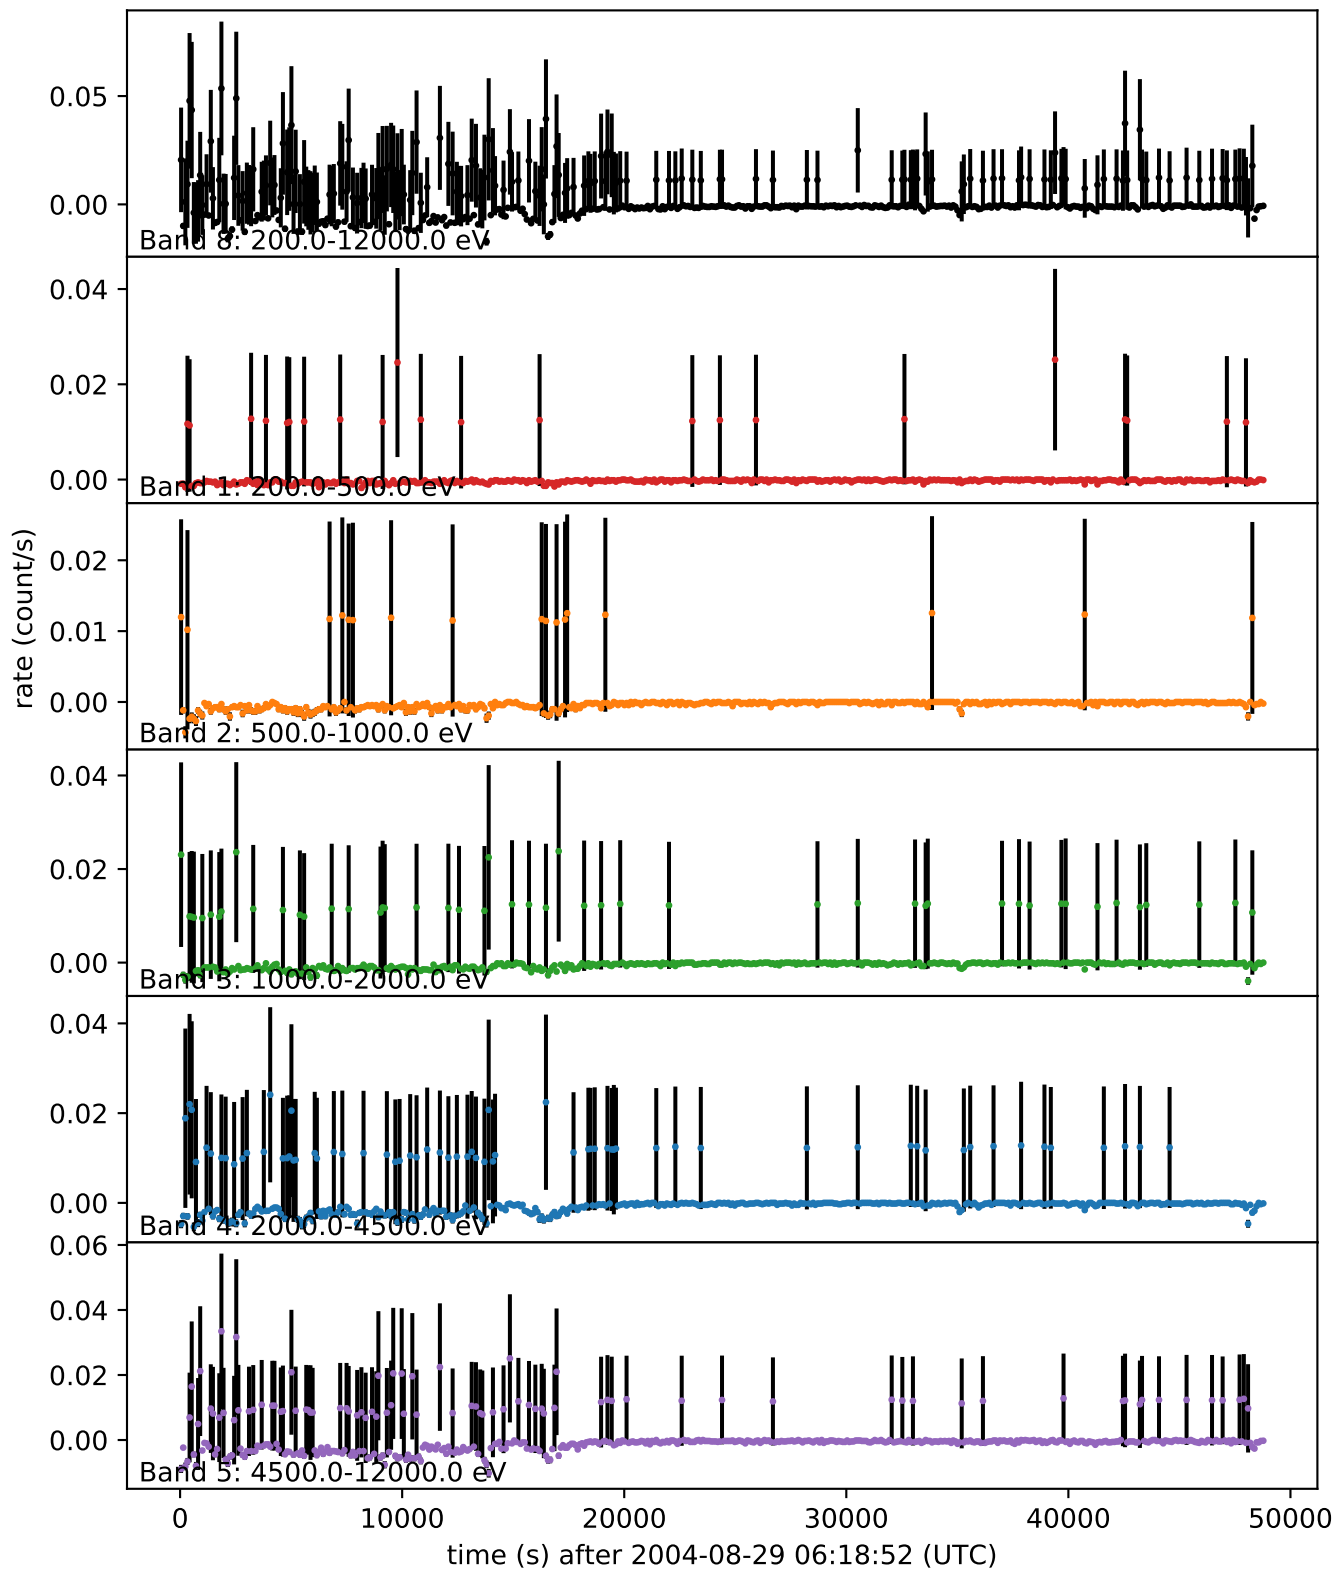 0.05
0.00
Band 8: 200.0-12000.0 eV
0.04
0.02
0.00
Band 1: 200.0-500.0 eV
0.02
0.01
0.00
Band 2: 500.0-1000.0 eV
rate (count/s)
0.04
0.02
0.00
Band 3: 1000.0-2000.0 eV
0.04
0.02
0.00
Band 4: 2000.0-4500.0 eV
0.06
0.04
0.02
0.00
Band 5: 4500.0-12000.0 eV
0 10000 20000 30000 40000 50000
time (s) after 2004-08-29 06:18:52 (UTC)